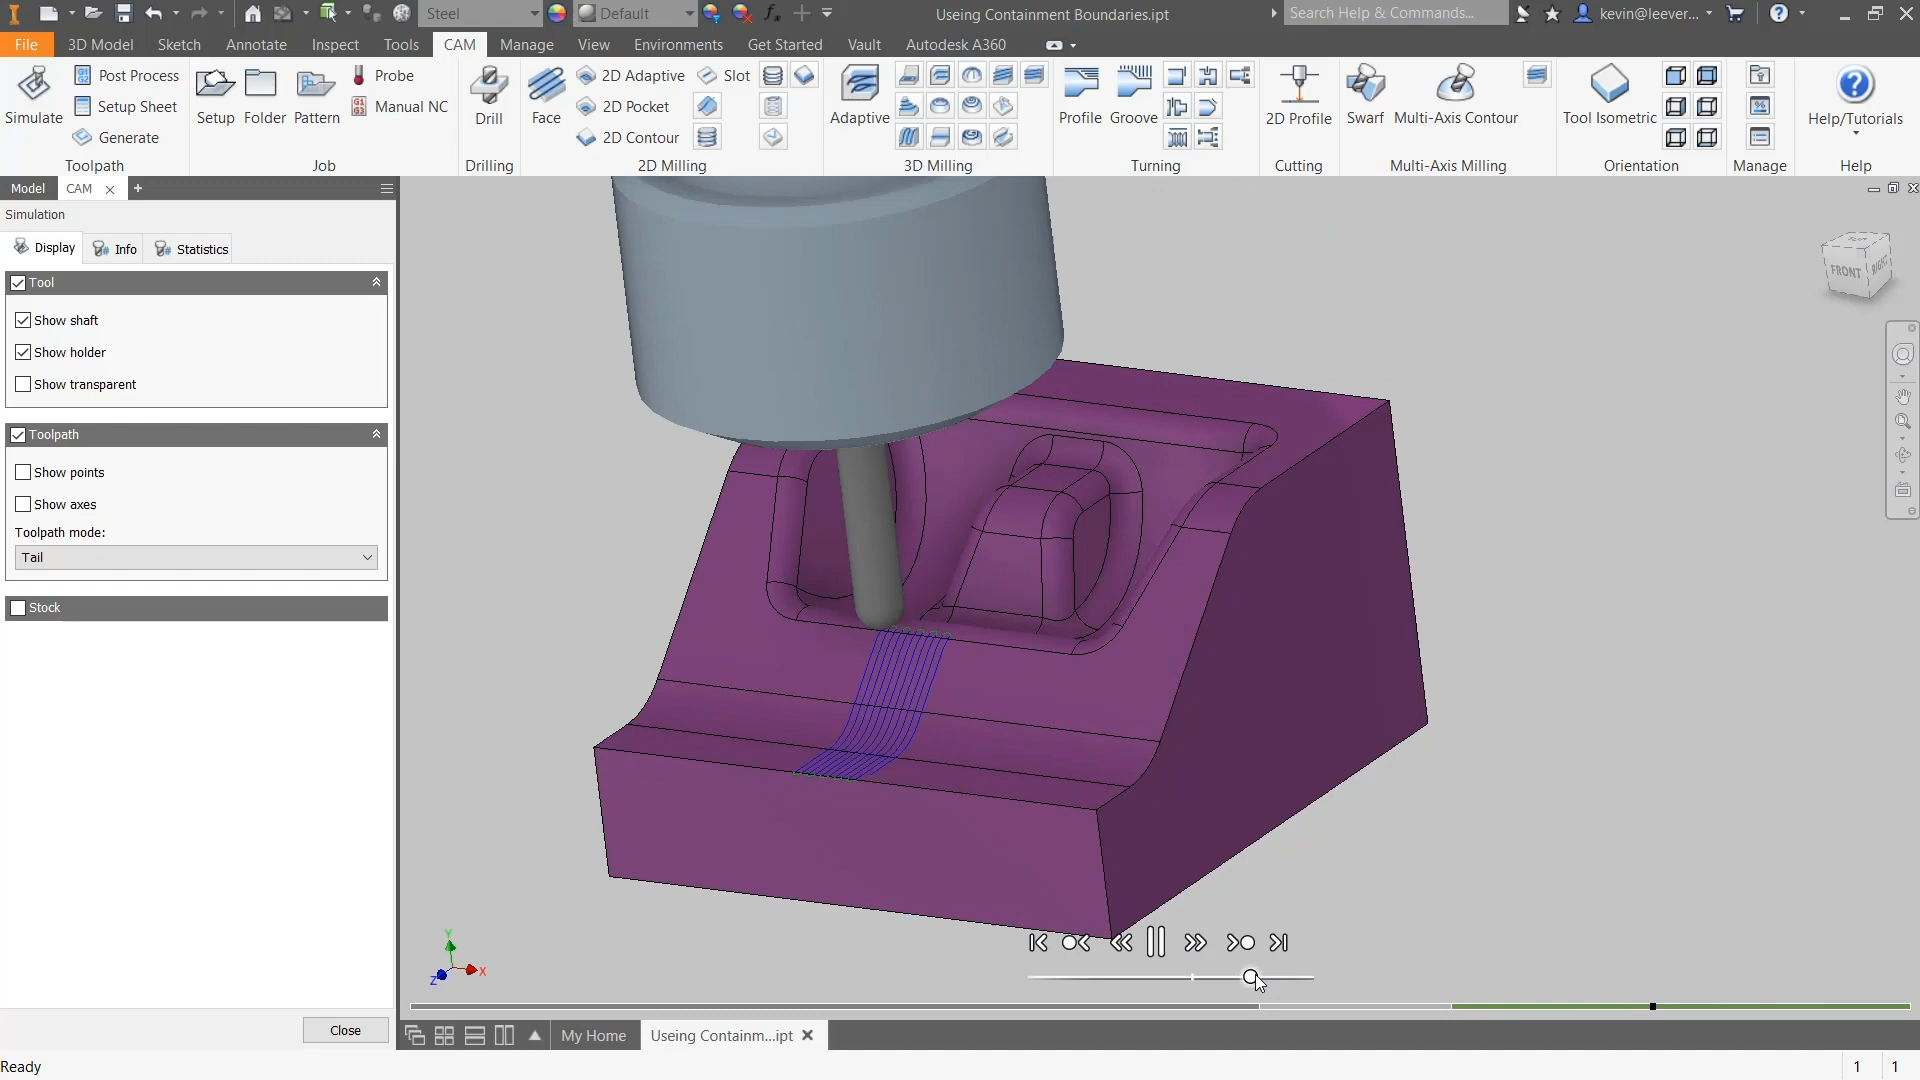 Steel
Default
Useing Containment Boundaries.ipt
Search Help & Commands...
kevin@leever...
File
3D Model
Sketch
Annotate
Inspect
Tools
CAM
Manage
View
Environments
Get Started
Vault
Autodesk A360
Simulate
Post Process
Setup Sheet
Generate
Toolpath
Setup
Folder
Pattern
Probe
Manual NC
Job
Drill
Drilling
Face
2D Adaptive
2D Pocket
2D Contour
Slot
2D Milling
Adaptive
3D Milling
Profile
Groove
Turning
2D Profile
Cutting
Swarf
Multi-Axis Contour
Multi-Axis Milling
Tool Isometric
Orientation
Manage
Help/Tutorials
Help
Model
CAM
Simulation
Display
Info
Statistics
Tool
Show shaft
Show holder
Show transparent
Toolpath
Show points
Show axes
Toolpath mode:
Tail
Stock
Close
TOP
FRONT
RIGHT
Y
Z
X
My Home
Useing Containm...ipt
Ready
1
1